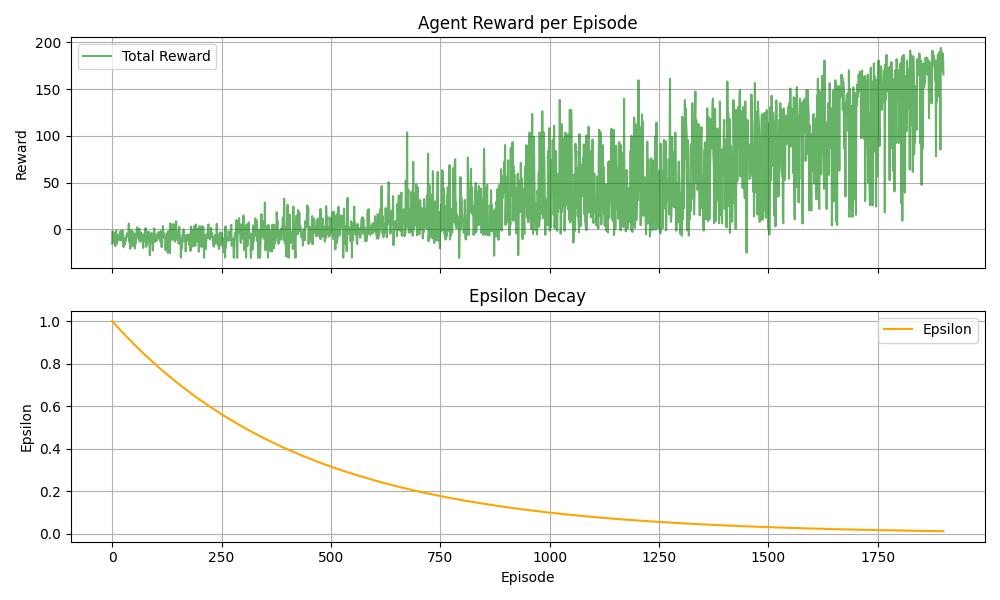 Agent Reward per Episode
200
150
100
50
0
Reward
Total Reward
Epsilon Decay
1.0
0.8
0.6
0.4
0.2
0.0
Epsilon
Epsilon
0 250 500 750 1000 1250 1500 1750
Episode